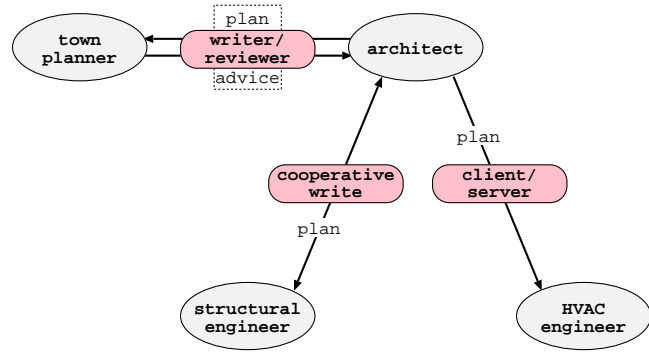 plan
town
planner
writer/
reviewer
architect
advice
plan
cooperative
write
client/
server
plan
structural
engineer
HVAC
engineer